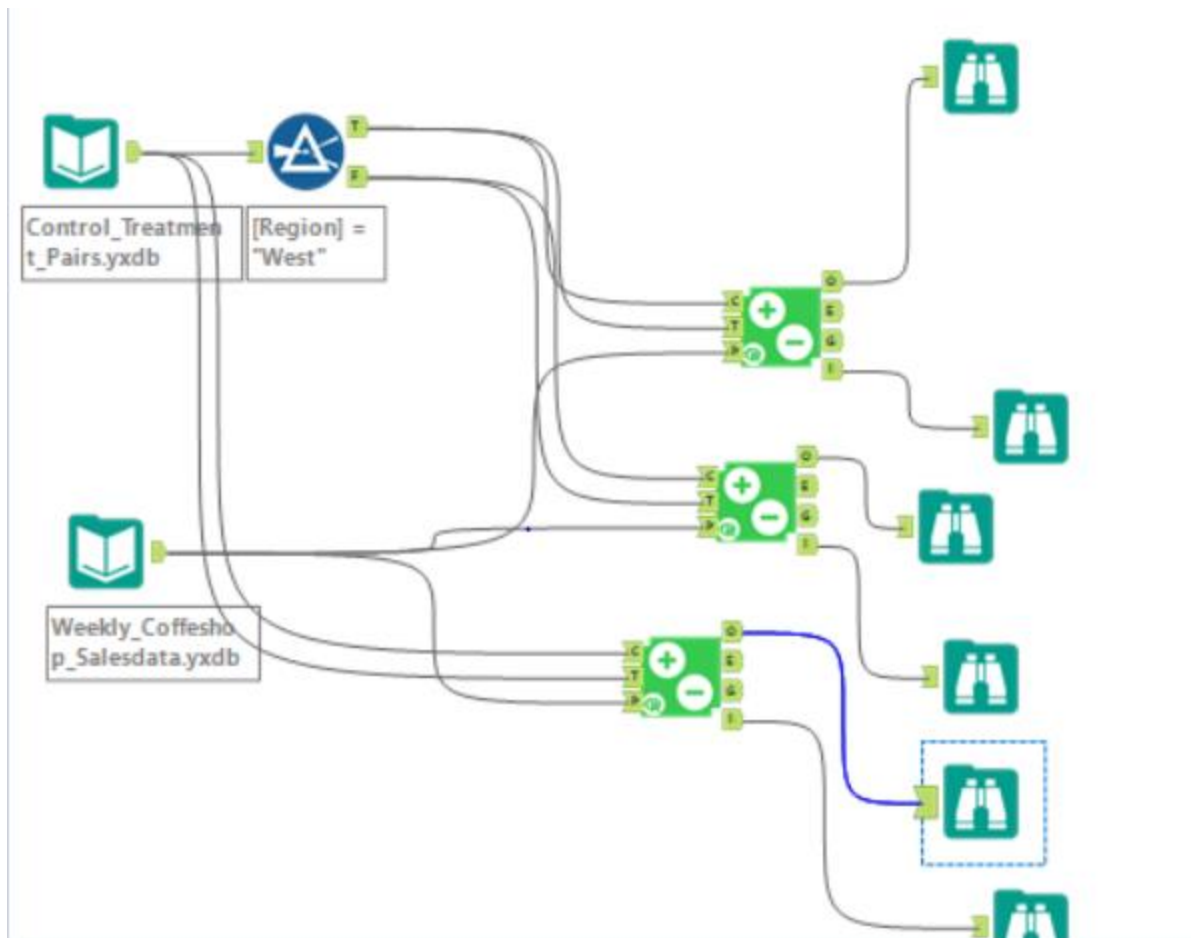 T
F
Control_Treatmen
t_Pairs.yxdb
[Region] =
"West"
C
T
P
O
E
G
I
C
T
P
O
E
G
I
Weekly_Coffesho
p_Salesdata.yxdb
C
T
P
O
E
G
I